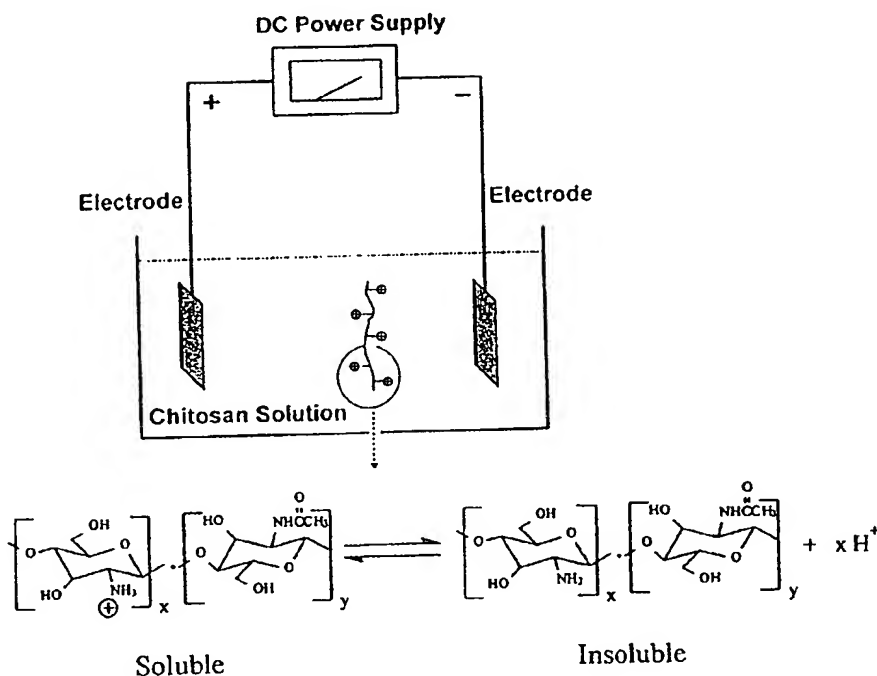 DC Power Supply
+ −
Electrode Electrode
⊕
⊕
⊕
⊕ ⊕
Chitosan Solution
O
OH HO NHCCH₃ O
O HO NH₃ ⊕ x O OH y
OH HO NHCCH₃ O
O HO NH₂ x O OH y + x H⁺
Soluble Insoluble